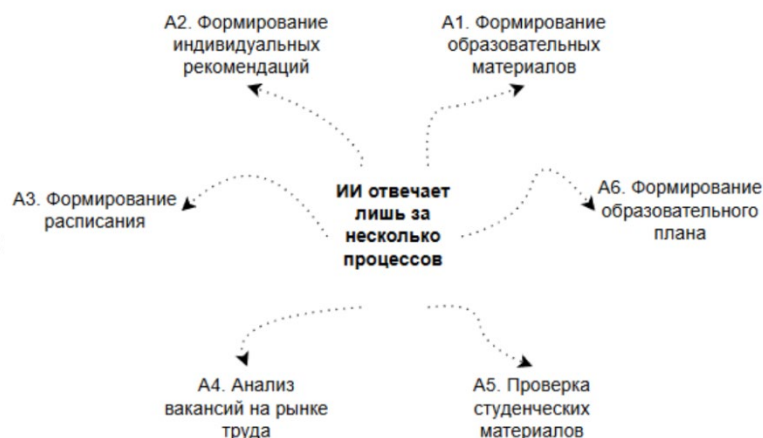 А2. Формирование
индивидуальных
рекомендаций
А1. Формирование
образовательных
материалов
А3. Формирование
расписания
ИИ отвечает
лишь за
несколько
процессов
А6. Формирование
образовательного
плана
А4. Анализ
вакансий на рынке
труда
А5. Проверка
студенческих
материалов